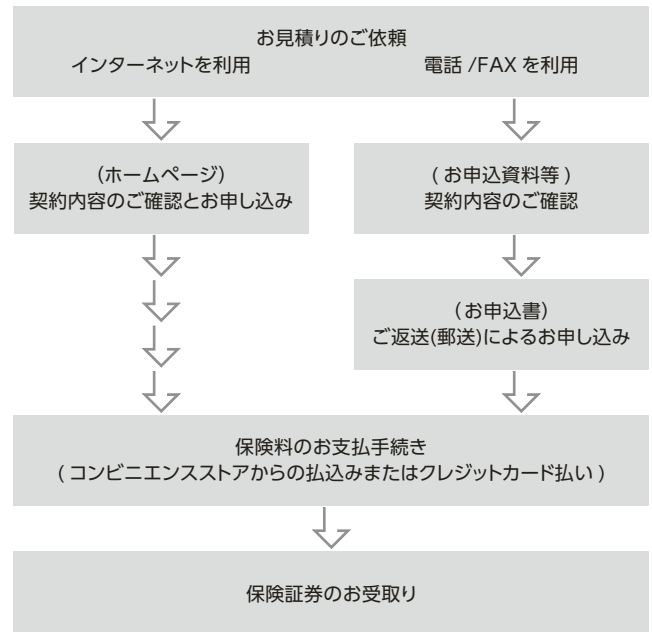 お見積りのご依頼
インターネットを利用
電話 /FAX を利用
(ホームページ)
契約内容のご確認とお申し込み
( お申込資料等 )
契約内容のご確認
(お申込書)
ご返送(郵送)によるお申し込み
保険料のお支払手続き
( コンビニエンスストアからの払込みまたはクレジットカード払い )
保険証券のお受取り